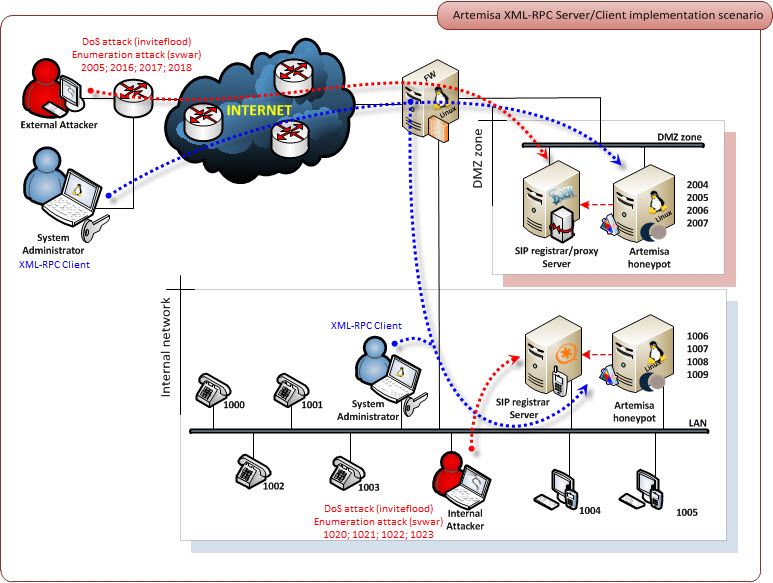 Artemisa XML-RPC Server/Client implementation scenario
DoS attack (inviteflood)
Enumeration attack (svwar)
2005; 2016; 2017; 2018
External Attacker
INTERNET
FW
Linux
System
Administrator
XML-RPC Client
DMZ zone
DMZ zone
SIP registrar/proxy
Server
Linux
Artemisa
honeypot
2004
2005
2006
2007
Internal network
XML-RPC Client
System
Administrator
1000
1001
SIP registrar
Server
Linux
Artemisa
honeypot
1006
1007
1008
1009
LAN
1002
1003
Internal
Attacker
DoS attack (inviteflood)
Enumeration attack (svwar)
1020; 1021; 1022; 1023
1004
1005